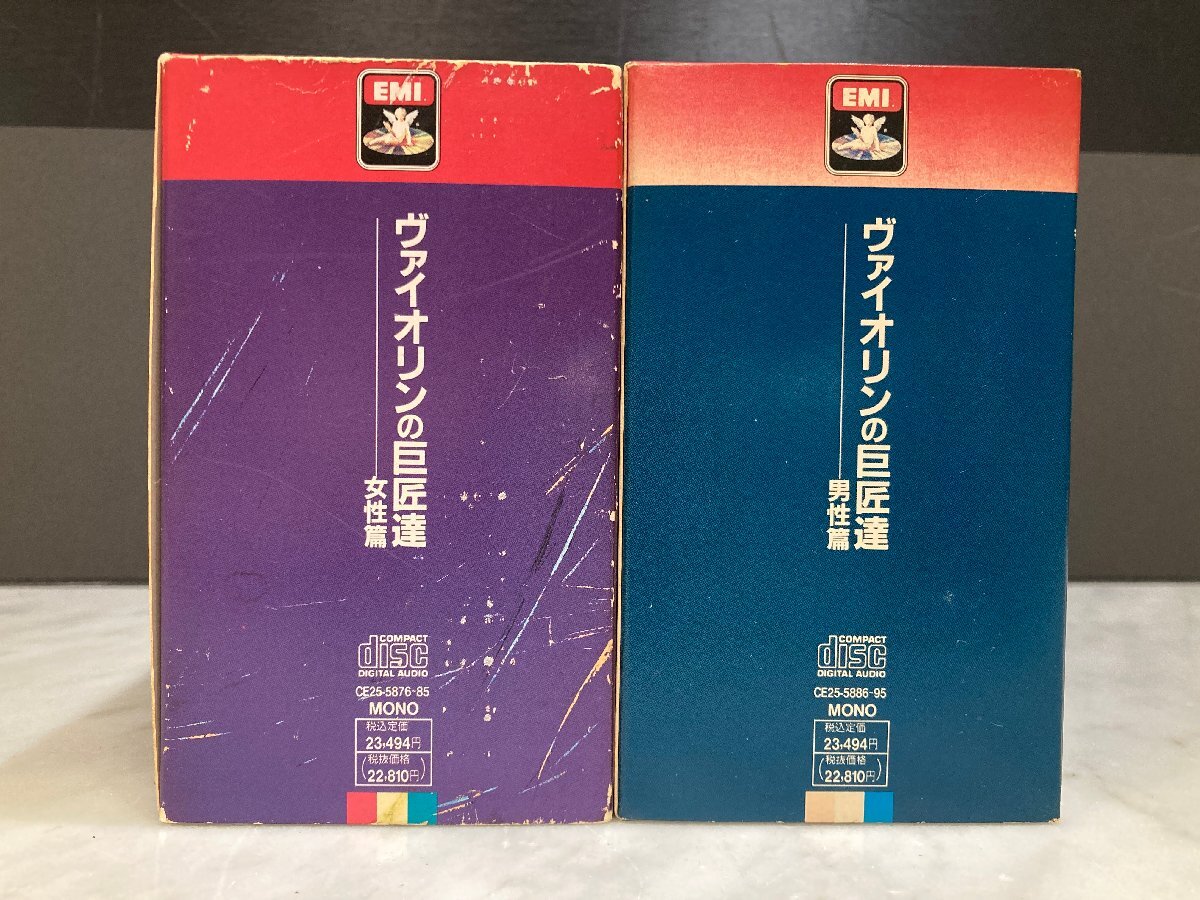 EMI
ヴァイオリンの巨匠達
女性篇
COMPACT
disc
DIGITAL AUDIO
CE25-5876~85
MONO
税込定価
23,494円
(税抜価格
22,810円)
EMI
ヴァイオリンの巨匠達
男性篇
COMPACT
disc
DIGITAL AUDIO
CE25-5886~95
MONO
税込定価
23,494円
(税抜価格
22,810円)